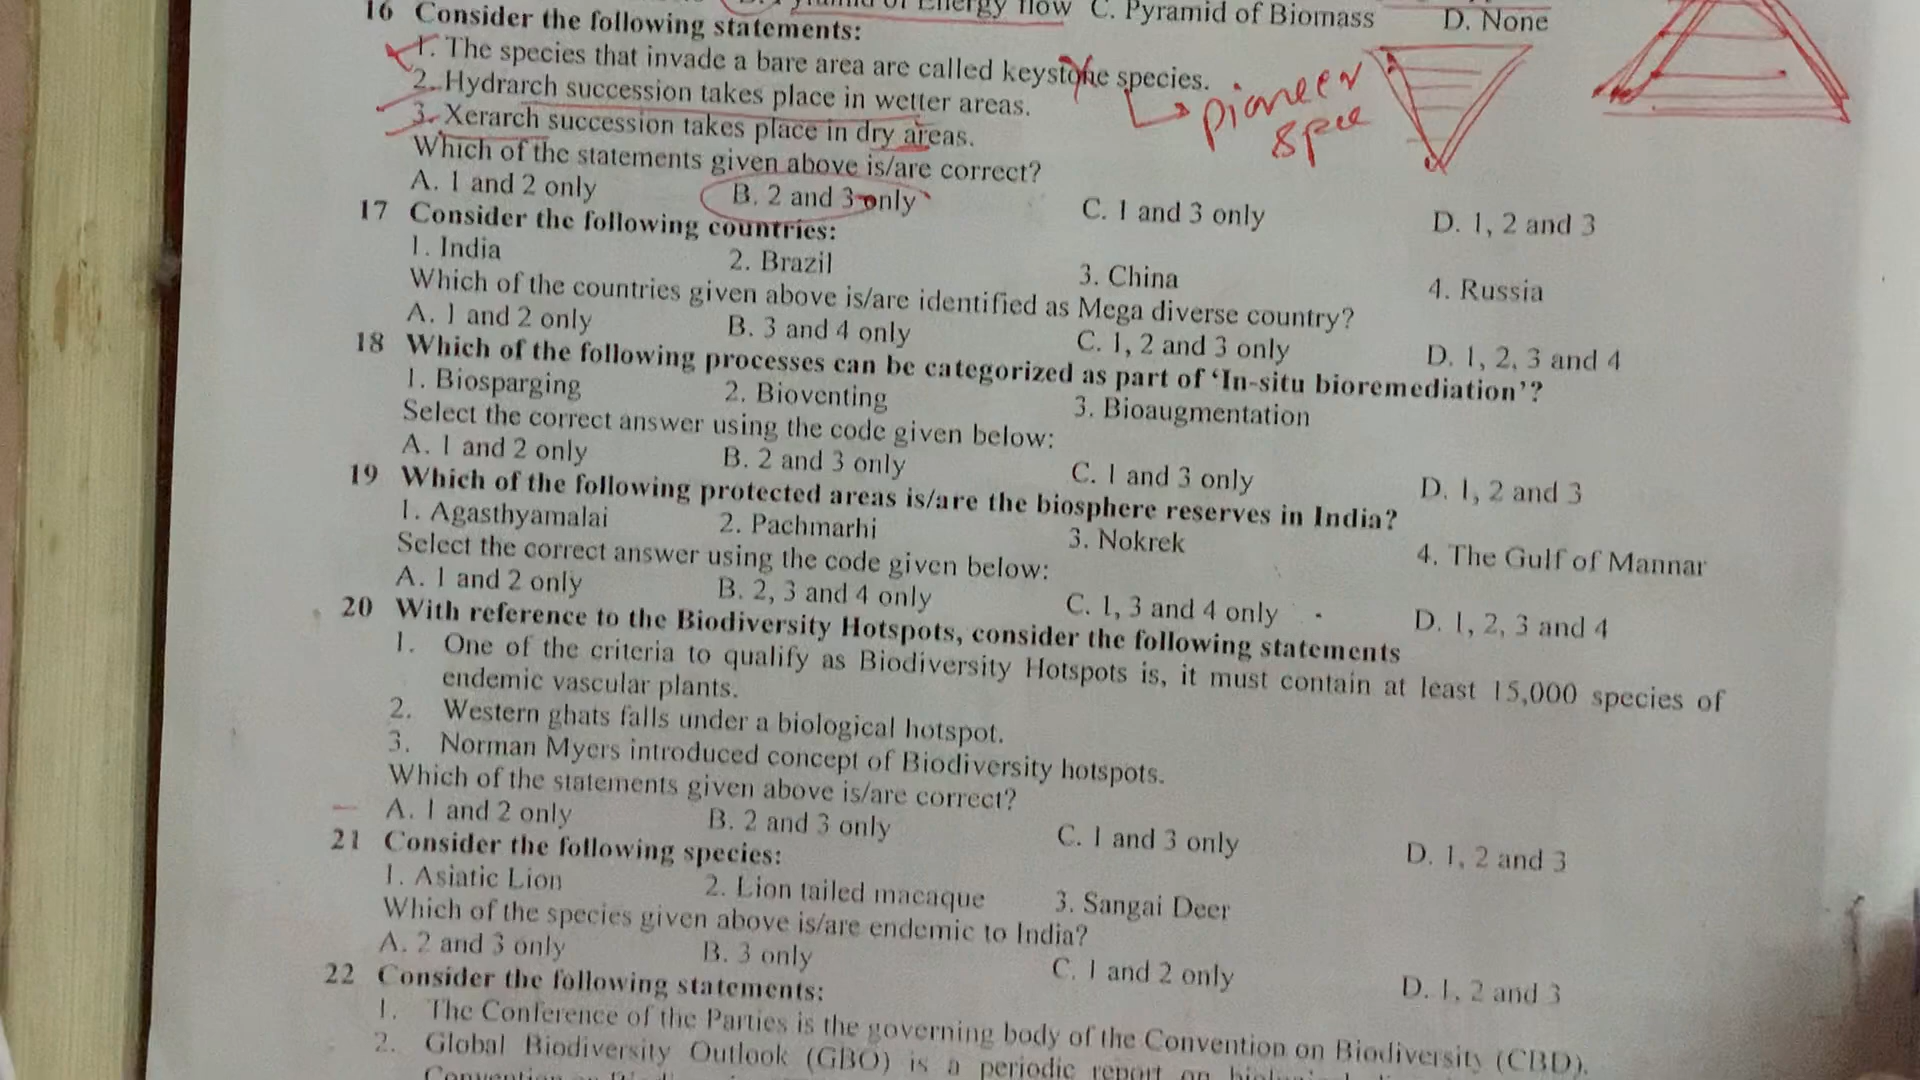 Pyramid of Energy flow C. Pyramid of Biomass D. None
16 Consider the following statements:
1. The species that invade a bare area are called keystone species.
pioneer
spee
2. Hydrarch succession takes place in wetter areas.
3. Xerarch succession takes place in dry areas.
Which of the statements given above is/are correct?
A. 1 and 2 only B. 2 and 3 only C. 1 and 3 only D. 1, 2 and 3
17 Consider the following countries:
1. India 2. Brazil 3. China 4. Russia
Which of the countries given above is/are identified as Mega diverse country?
A. 1 and 2 only B. 3 and 4 only C. 1, 2 and 3 only D. 1, 2, 3 and 4
18 Which of the following processes can be categorized as part of ‘In-situ bioremediation’?
1. Biosparging 2. Bioventing 3. Bioaugmentation
Select the correct answer using the code given below:
A. 1 and 2 only B. 2 and 3 only C. 1 and 3 only D. 1, 2 and 3
19 Which of the following protected areas is/are the biosphere reserves in India?
1. Agasthyamalai 2. Pachmarhi 3. Nokrek 4. The Gulf of Mannar
Select the correct answer using the code given below:
A. 1 and 2 only B. 2, 3 and 4 only C. 1, 3 and 4 only D. 1, 2, 3 and 4
20 With reference to the Biodiversity Hotspots, consider the following statements
1. One of the criteria to qualify as Biodiversity Hotspots is, it must contain at least 15,000 species of
endemic vascular plants.
2. Western ghats falls under a biological hotspot.
3. Norman Myers introduced concept of Biodiversity hotspots.
Which of the statements given above is/are correct?
A. 1 and 2 only B. 2 and 3 only C. 1 and 3 only D. 1, 2 and 3
21 Consider the following species:
1. Asiatic Lion 2. Lion tailed macaque 3. Sangai Deer
Which of the species given above is/are endemic to India?
A. 2 and 3 only B. 3 only C. 1 and 2 only D. 1, 2 and 3
22 Consider the following statements:
1. The Conference of the Parties is the governing body of the Convention on Biodiversity (CBD).
2. Global Biodiversity Outlook (GBO) is a periodic report on